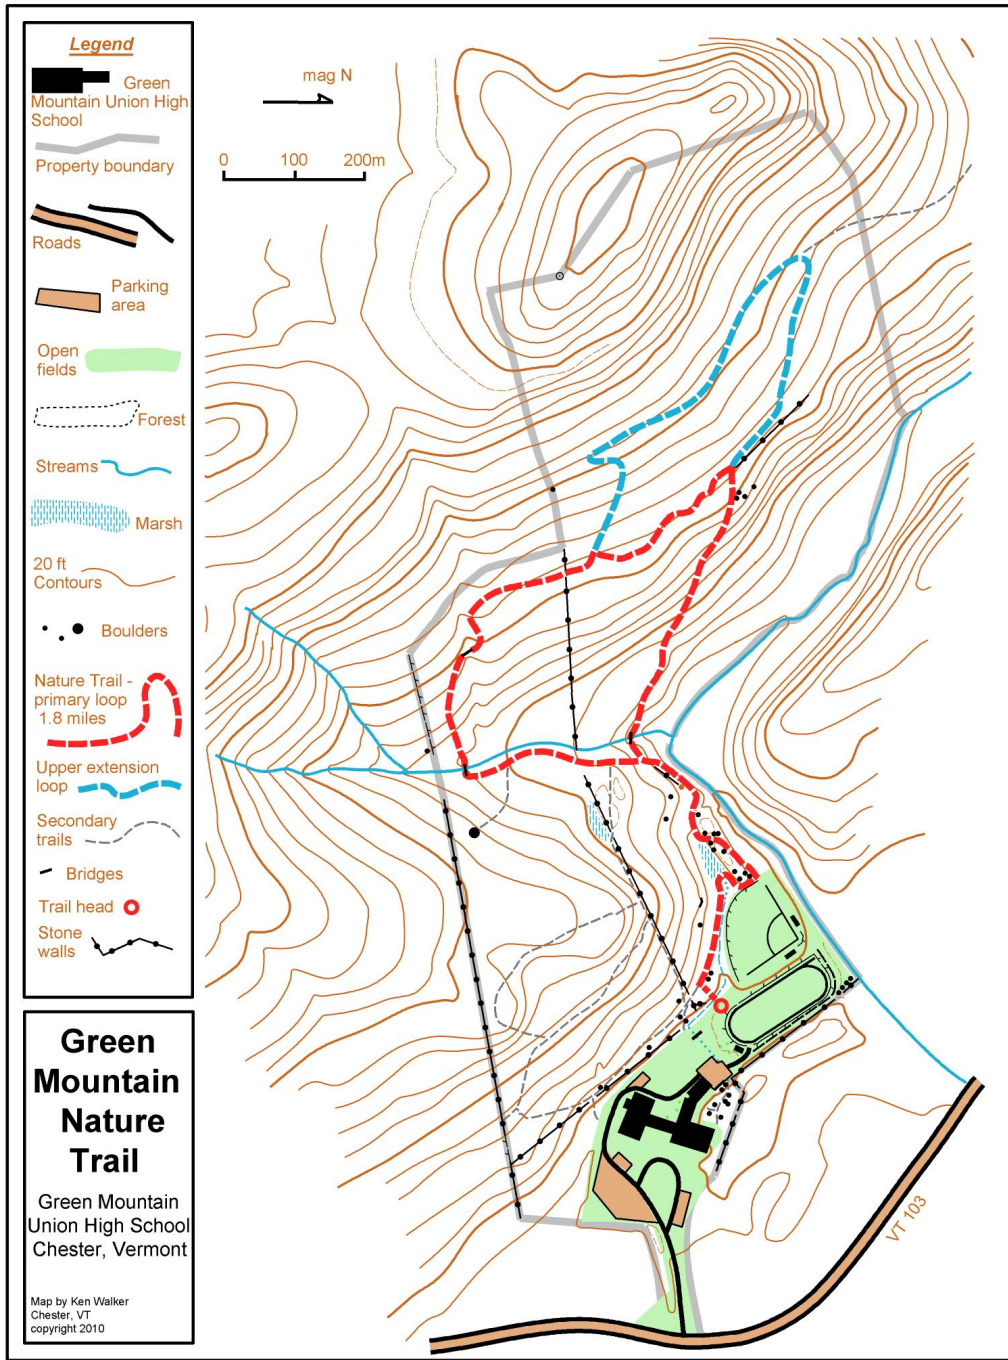 Legend
Green
Mountain Union High
School
Property boundary
Roads
Parking
area
Open
fields
Forest
Streams
Marsh
20 ft
Contours
Boulders
Nature Trail -
primary loop
1.8 miles
Upper extension
loop
Secondary
trails
Bridges
Trail head
Stone
walls
Green
Mountain
Nature
Trail
Green Mountain
Union High School
Chester, Vermont
Map by Ken Walker
Chester, VT
copyright 2010
mag N
0 100 200m
VT 103